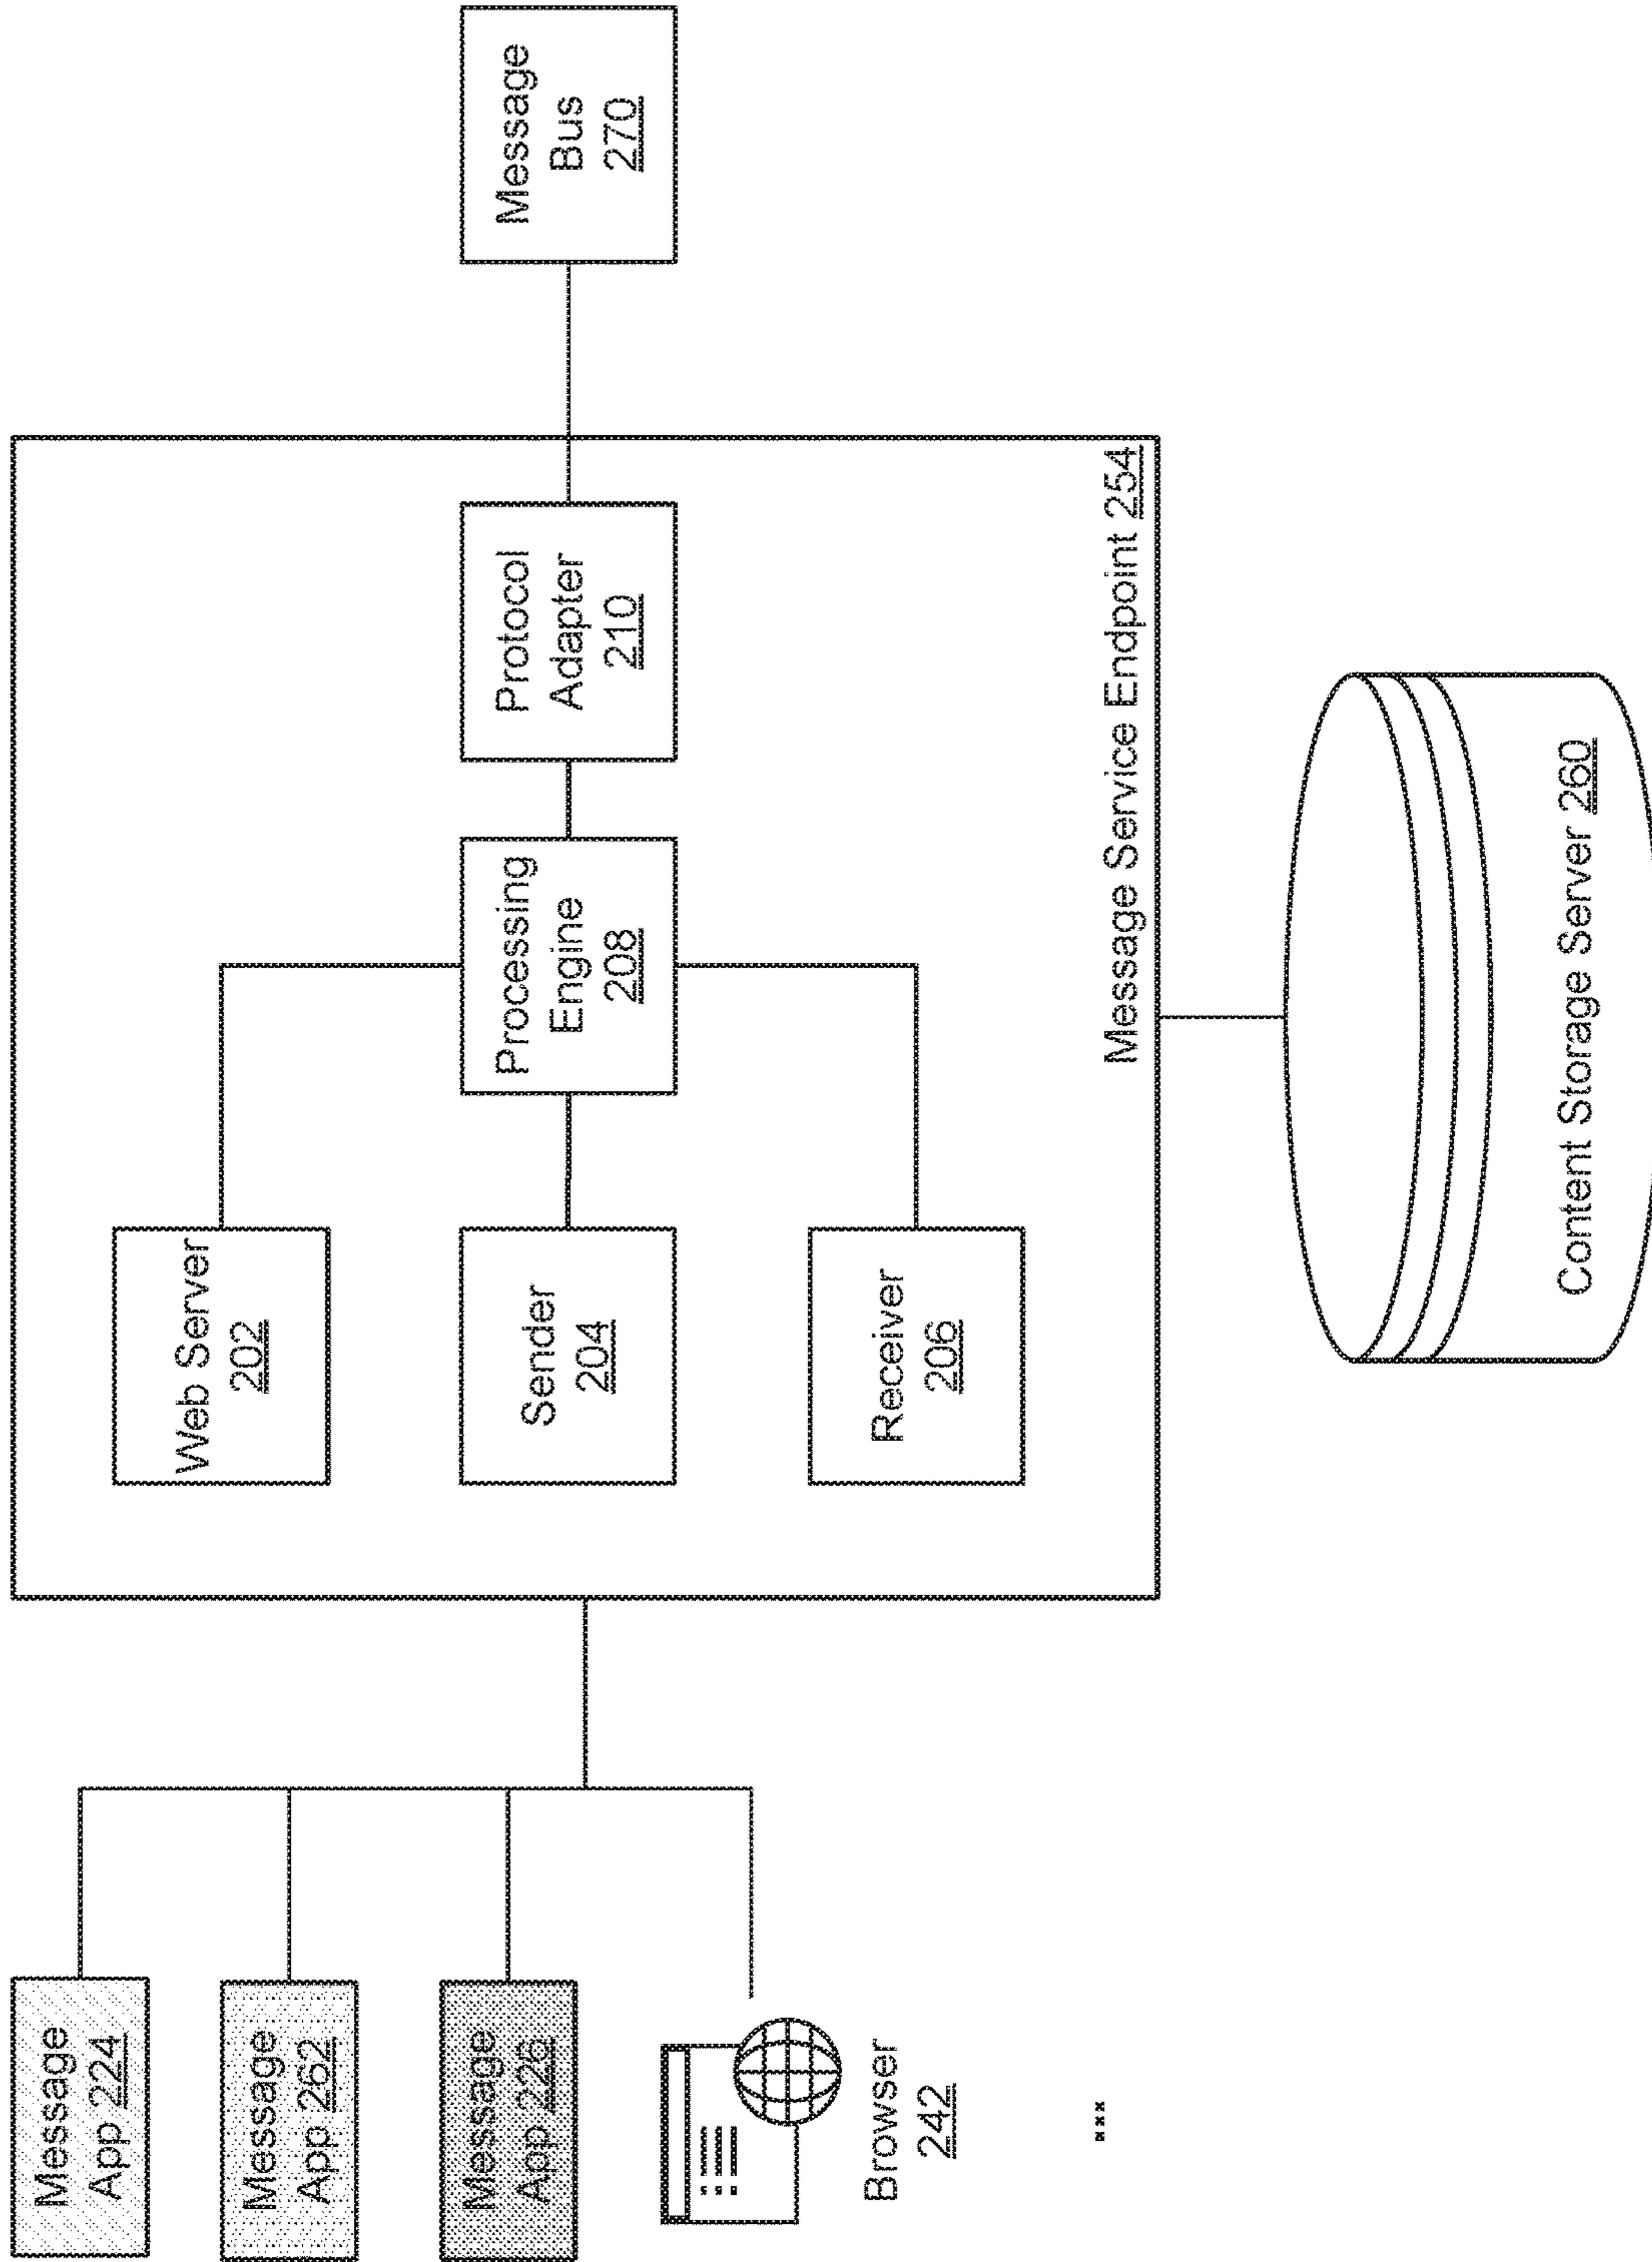 Message
App 224
Message
App 262
Message
App 226
Browser
242
...
Web Server
202
Sender
204
Receiver
206
Processing
Engine
208
Protocol
Adapter
210
Message Service Endpoint 254
Message
Bus
270
Content Storage Server 260